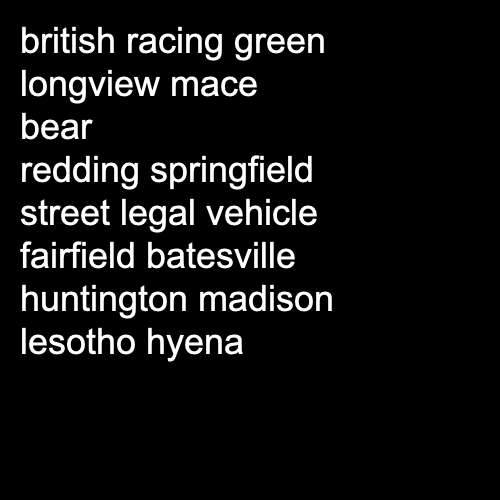 british racing green
longview mace
bear
redding springfield
street legal vehicle
fairfield batesville
huntington madison
lesotho hyena